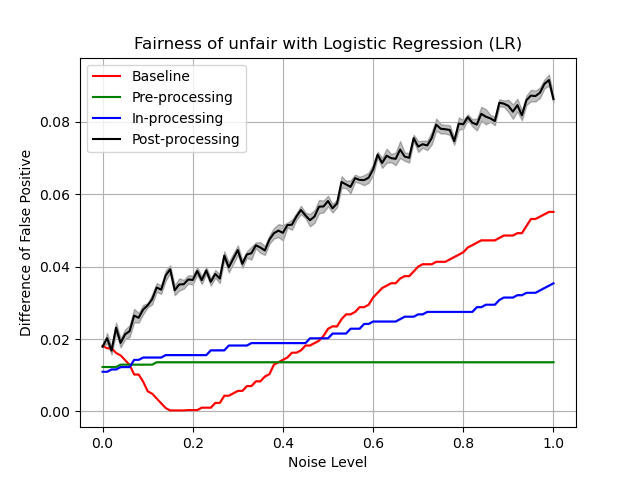 Fairness of unfair with Logistic Regression (LR)
Baseline
Pre-processing
In-processing
Post-processing
Difference of False Positive
0.08
0.06
0.04
0.02
0.00
0.0 0.2 0.4 0.6 0.8 1.0
Noise Level